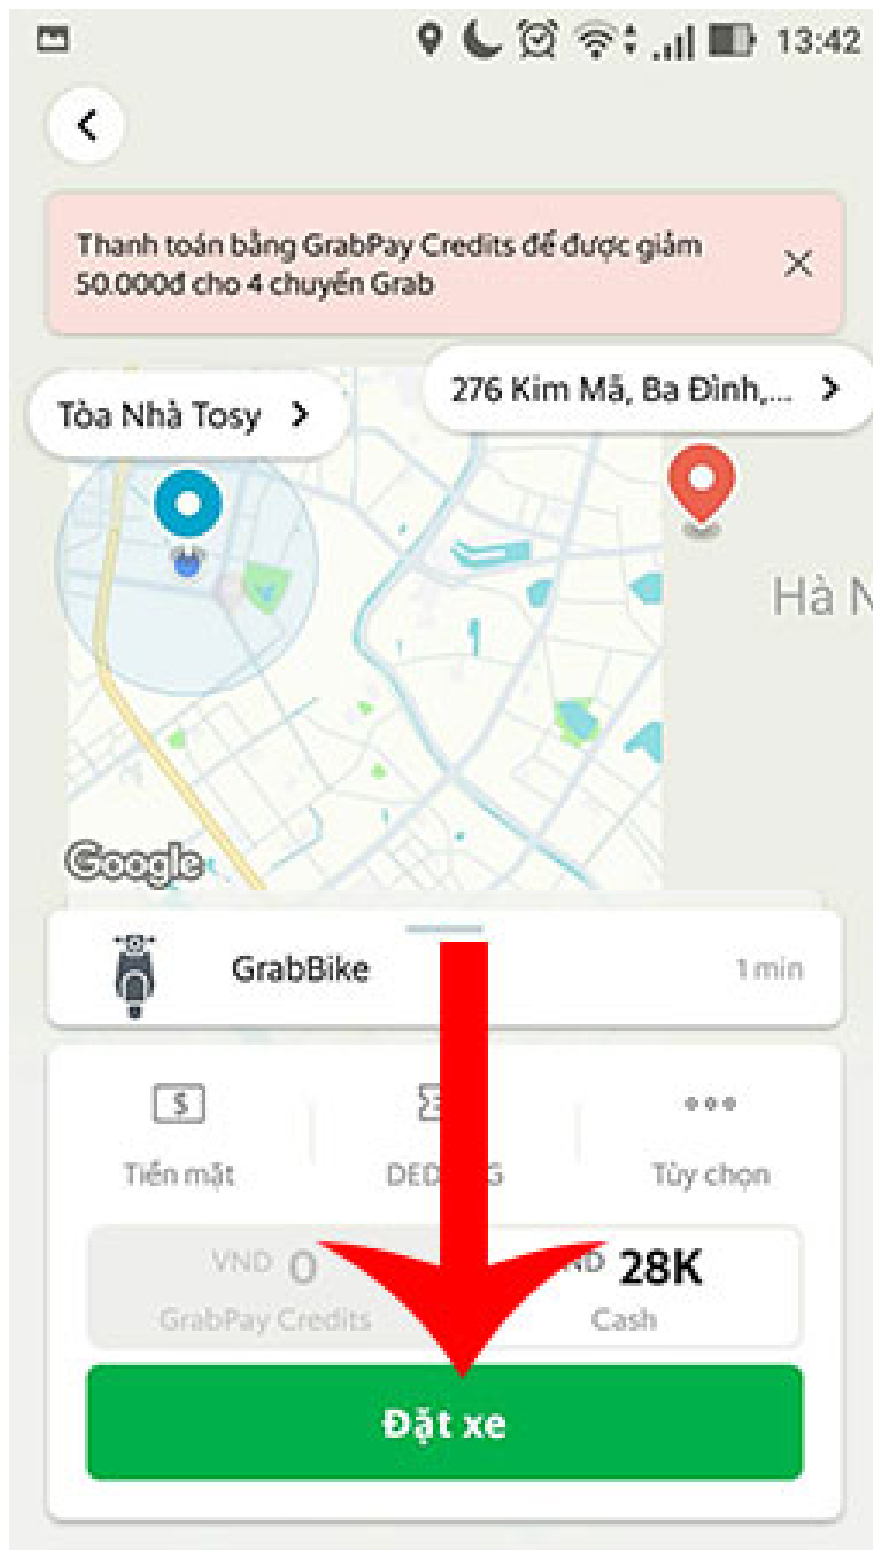 13:42
Thanh toán bằng GrabPay Credits để được giảm
50.000đ cho 4 chuyến Grab
276 Kim Mã, Ba Đình,...
Tòa Nhà Tosy
Hà N
Google
GrabBike 1 min
$
Tiền mặt Tùy chọn
VND 0 28K
GrabPay Credits Cash
Đặt xe